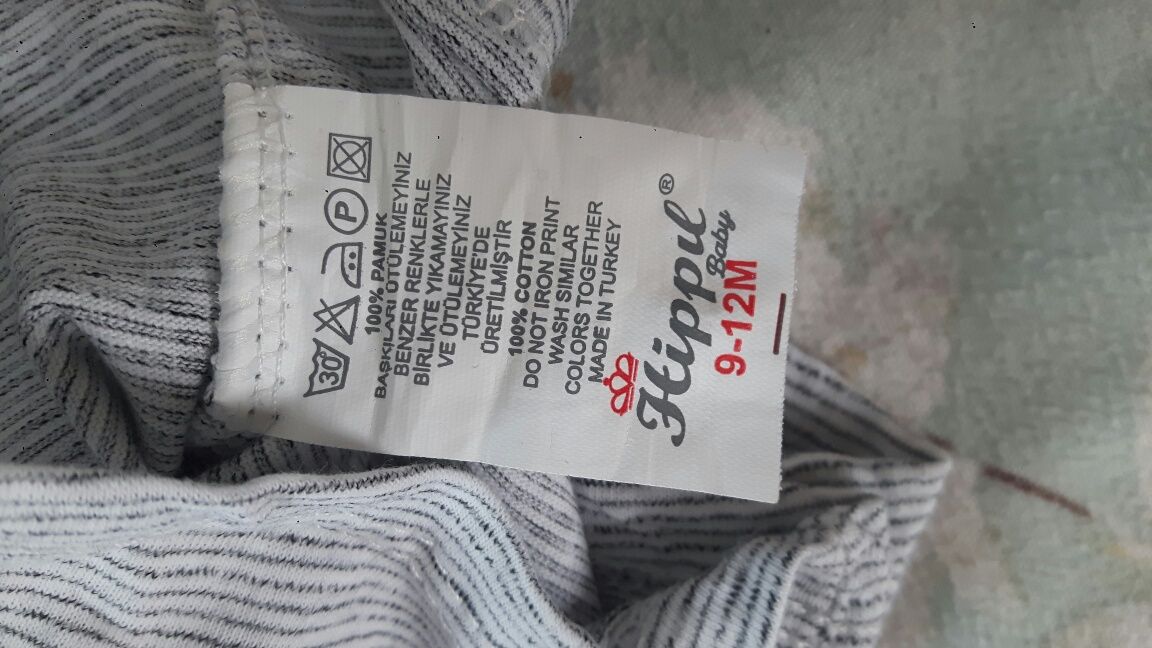 30 P
100% PAMUK
BASKILARI ÜTÜLEMEYİNİZ
BENZER RENKLERLE
BİRLİKTE YIKAMAYINIZ
VE ÜTÜLEMEYİNİZ
TÜRKİYE'DE
ÜRETİLMİŞTİR
100% COTTON
DO NOT IRON PRINT
WASH SIMILAR
COLORS TOGETHER
MADE IN TURKEY
Hippıl®
Baby
9-12M